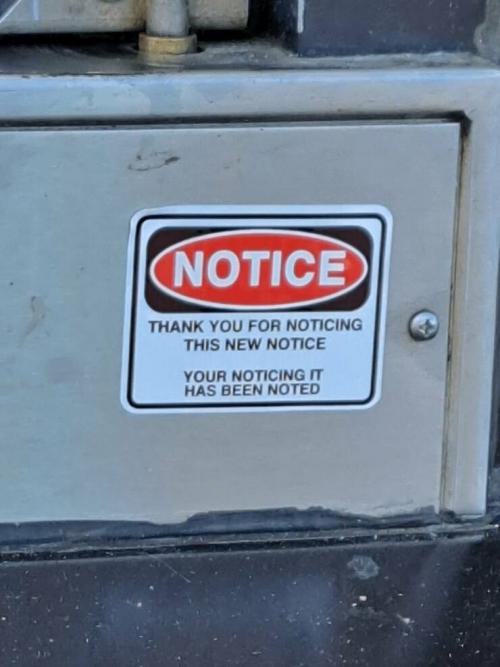 NOTICE
THANK YOU FOR NOTICING
THIS NEW NOTICE
YOUR NOTICING IT
HAS BEEN NOTED